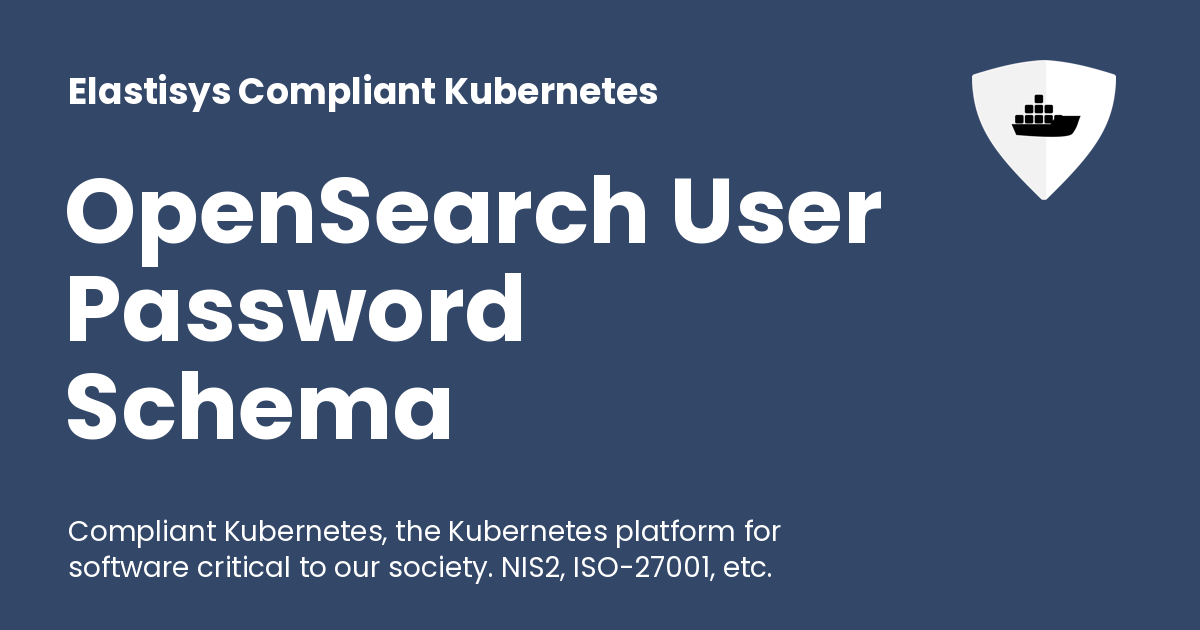 Elastisys Compliant Kubernetes
OpenSearch User
Password
Schema
Compliant Kubernetes, the Kubernetes platform for
software critical to our society. NIS2, ISO-27001, etc.